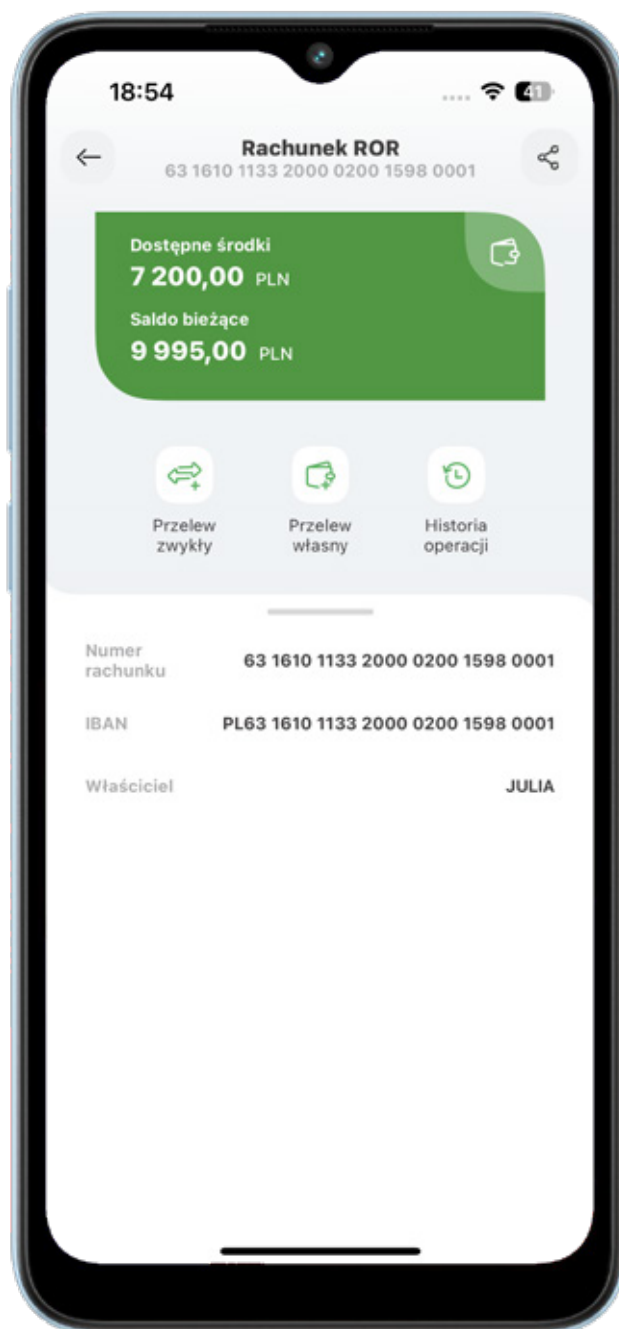 18:54
41
Rachunek ROR
63 1610 1133 2000 0200 1598 0001
Dostępne środki
7 200,00 PLN
Saldo bieżące
9 995,00 PLN
Przelew
zwykły
Przelew
własny
Historia
operacji
Numer
rachunku
63 1610 1133 2000 0200 1598 0001
IBAN
PL63 1610 1133 2000 0200 1598 0001
Właściciel
JULIA